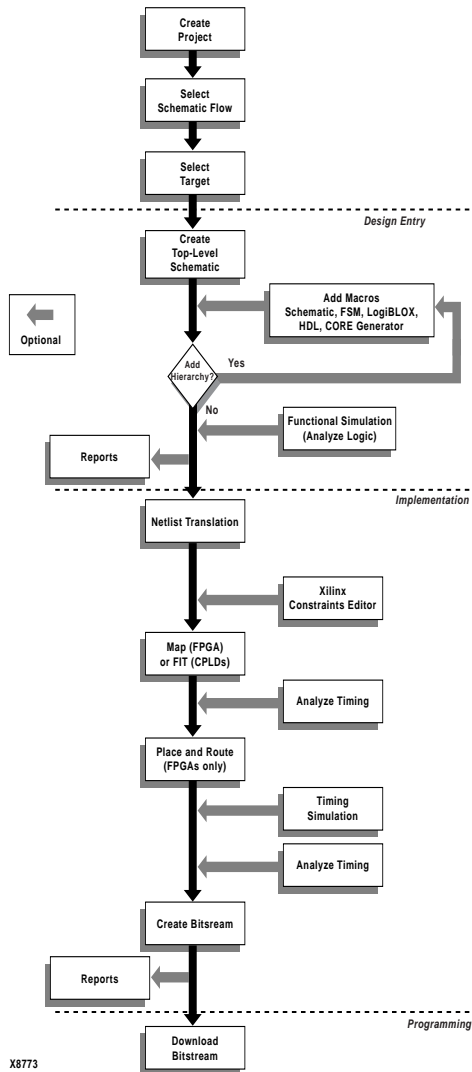 Create
Project
Select
Schematic Flow
Select
Target
Design Entry
Create
Top-Level
Schematic
Add Macros
Schematic, FSM, LogiBLOX,
HDL, CORE Generator
Optional
Add
Hierarchy?
Yes
No
Functional Simulation
(Analyze Logic)
Reports
Implementation
Netlist Translation
Xilinx
Constraints Editor
Map (FPGA)
or FIT (CPLDs)
Analyze Timing
Place and Route
(FPGAs only)
Timing
Simulation
Analyze Timing
Create Bitsream
Reports
Programming
Download
Bitstream
X8773